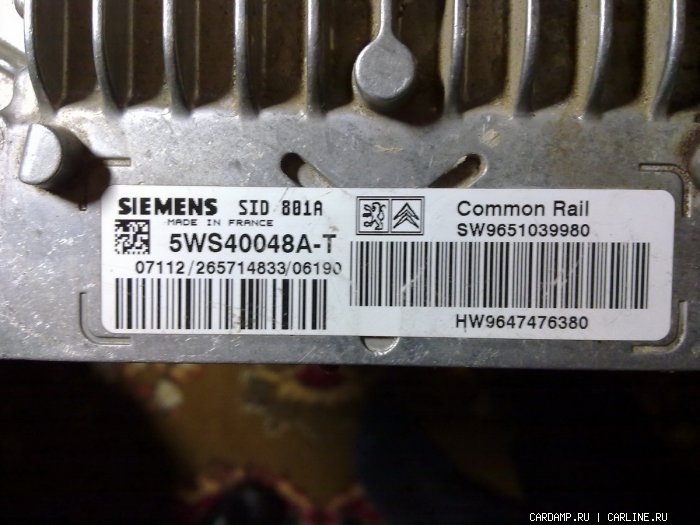 SIEMENS SID 801A
MADE IN FRANCE
5WS40048A-T
07112/265714833/06190
Common Rail
SW9651039980
HW9647476380
CARDAMP.RU | CARLINE.RU